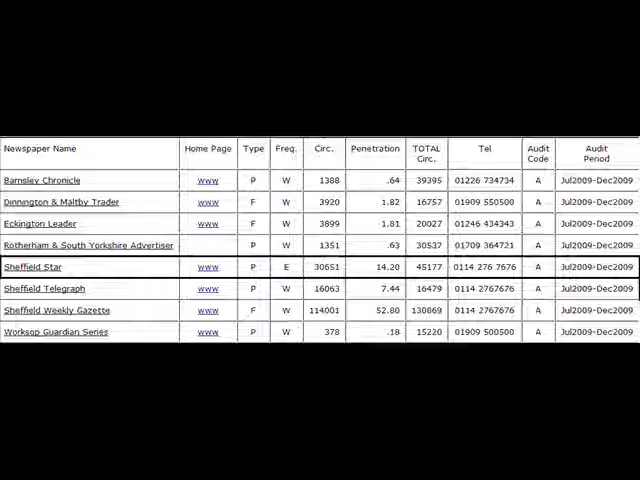 Newspaper Name Home Page Type Freq. Circ. Penetration TOTAL Circ. Tel Audit Code Audit Period
Barnsley Chronicle www P W 1388 .64 39395 01226 734734 A Jul2009-Dec2009
Dinnington & Maltby Trader www F W 3920 1.82 16757 01909 550500 A Jul2009-Dec2009
Eckington Leader www F W 3899 1.81 20027 01246 434343 A Jul2009-Dec2009
Rotherham & South Yorkshire Advertiser P W 1351 .63 30537 01709 364721 A Jul2009-Dec2009
Sheffield Star www P E 30651 14.20 45177 0114 276 7676 A Jul2009-Dec2009
Sheffield Telegraph www P W 16063 7.44 16479 0114 2767676 A Jul2009-Dec2009
Sheffield Weekly Gazette www F W 114001 52.80 130869 0114 2767676 A Jul2009-Dec2009
Worksop Guardian Series www P W 378 .18 15220 01909 500500 A Jul2009-Dec2009